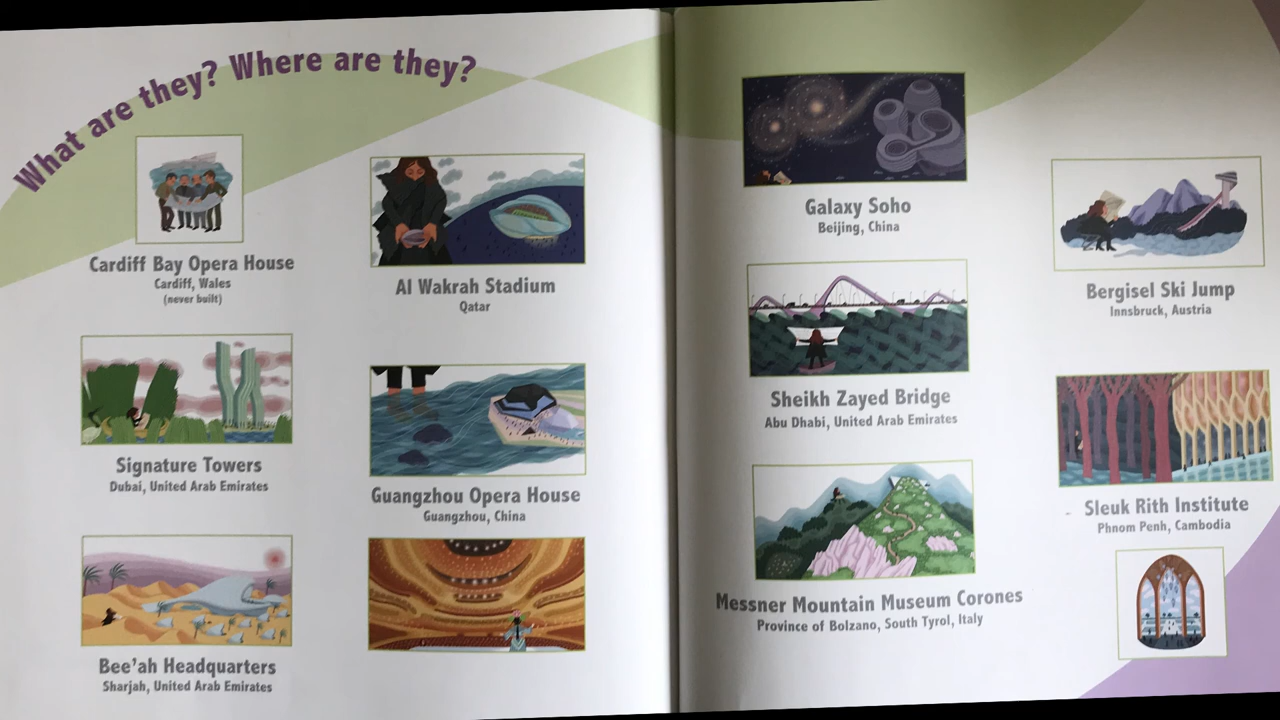 What are they? Where are they?
Cardiff Bay Opera House
Cardiff, Wales
(never built)
Signature Towers
Dubai, United Arab Emirates
Bee'ah Headquarters
Sharjah, United Arab Emirates
Al Wakrah Stadium
Qatar
Guangzhou Opera House
Guangzhou, China
Galaxy Soho
Beijing, China
Sheikh Zayed Bridge
Abu Dhabi, United Arab Emirates
Messner Mountain Museum Corones
Province of Bolzano, South Tyrol, Italy
Bergisel Ski Jump
Innsbruck, Austria
Sleuk Rith Institute
Phnom Penh, Cambodia